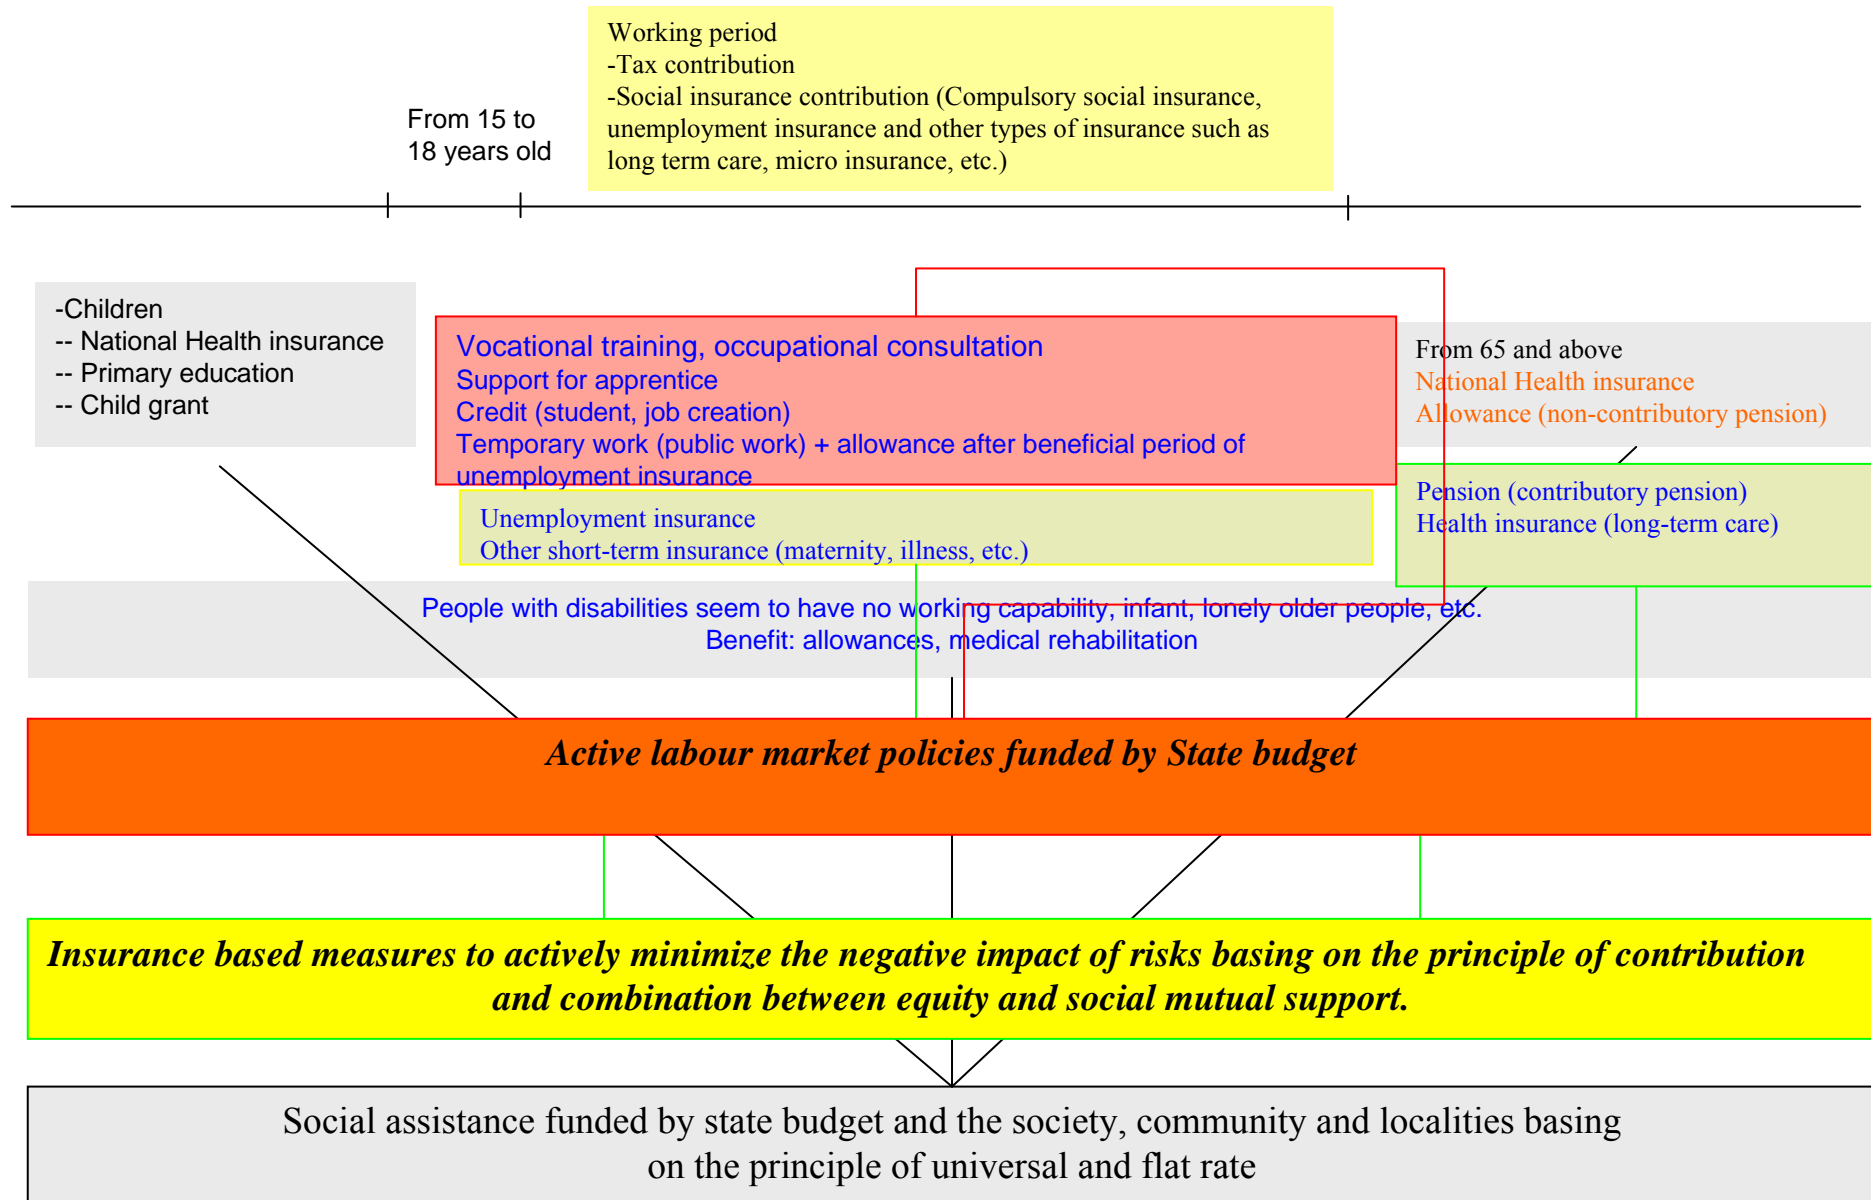 Working period
-Tax contribution
-Social insurance contribution (Compulsory social insurance,
unemployment insurance and other types of insurance such as
long term care, micro insurance, etc.)
From 15 to
18 years old
-Children
-- National Health insurance
-- Primary education
-- Child grant
Vocational training, occupational consultation
Support for apprentice
Credit (student, job creation)
Temporary work (public work) + allowance after beneficial period of
unemployment insurance
From 65 and above
National Health insurance
Allowance (non-contributory pension)
Unemployment insurance
Other short-term insurance (maternity, illness, etc.)
Pension (contributory pension)
Health insurance (long-term care)
People with disabilities seem to have no working capability, infant, lonely older people, etc.
Benefit: allowances, medical rehabilitation
Active labour market policies funded by State budget
Insurance based measures to actively minimize the negative impact of risks basing on the principle of contribution
and combination between equity and social mutual support.
Social assistance funded by state budget and the society, community and localities basing
on the principle of universal and flat rate